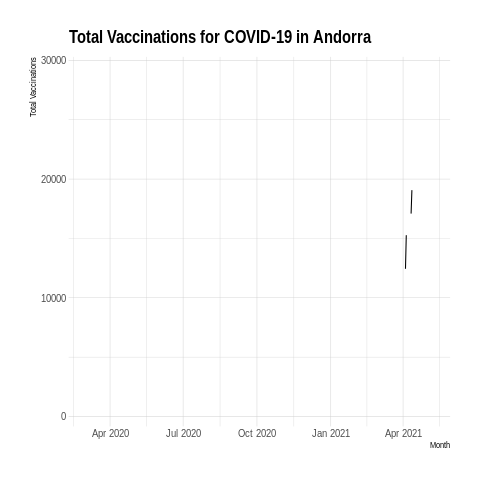 Total Vaccinations for COVID-19 in Andorra
Total Vaccinations
30000
20000
10000
0
Apr 2020 Jul 2020 Oct 2020 Jan 2021 Apr 2021
Month